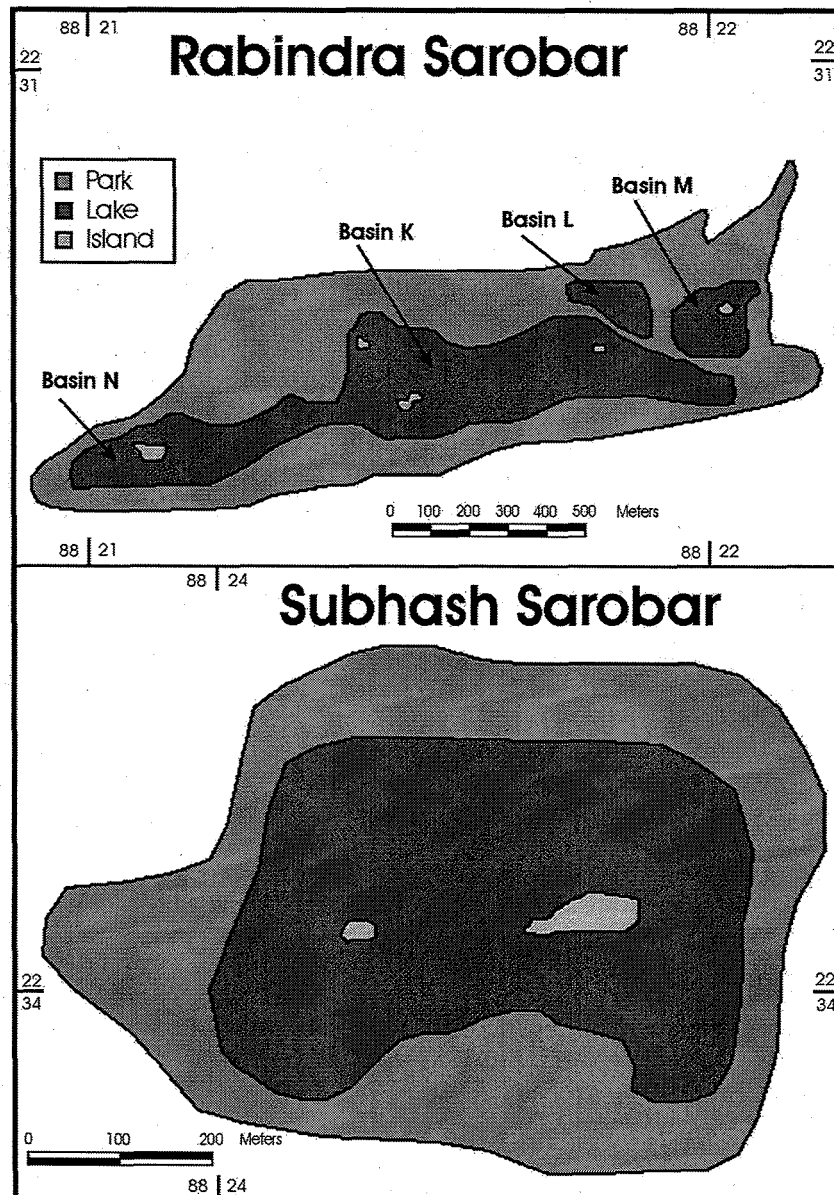 88 21
88 22
22
31
22
31
Rabindra Sarobar
Park
Lake
Island
Basin M
Basin L
Basin K
Basin N
0 100 200 300 400 500 Meters
88 21
88 22
88 24
Subhash Sarobar
22
34
22
34
0 100 200 Meters
88 24